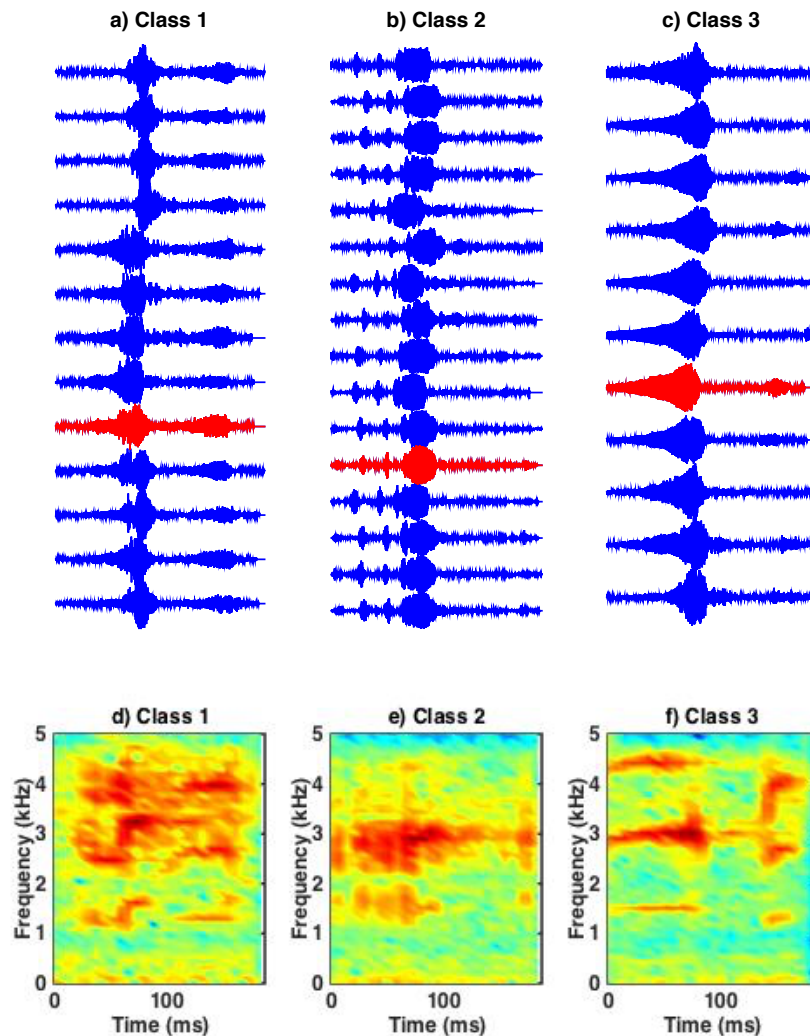 a) Class 1
b) Class 2
c) Class 3
d) Class 1
e) Class 2
f) Class 3
5
4
3
2
1
0
Frequency (kHz)
0
100
Time (ms)
5
4
3
2
1
0
Frequency (kHz)
0
100
Time (ms)
5
4
3
2
1
0
Frequency (kHz)
0
100
Time (ms)